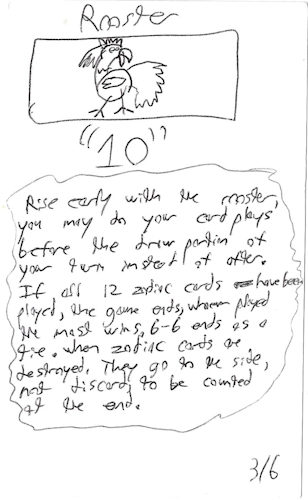 Rooster
"10"
Rise early with the rooster,
you may do your card plays
before the draw portion of
your turn instead of after.
If all 12 zodiac cards have been
played, the game ends, whoever played
the most wins, 6-6 ends as a
tie. when zodiac cards are
destroyed. They go to the side,
not discard, to be counted
at the end.
3/6